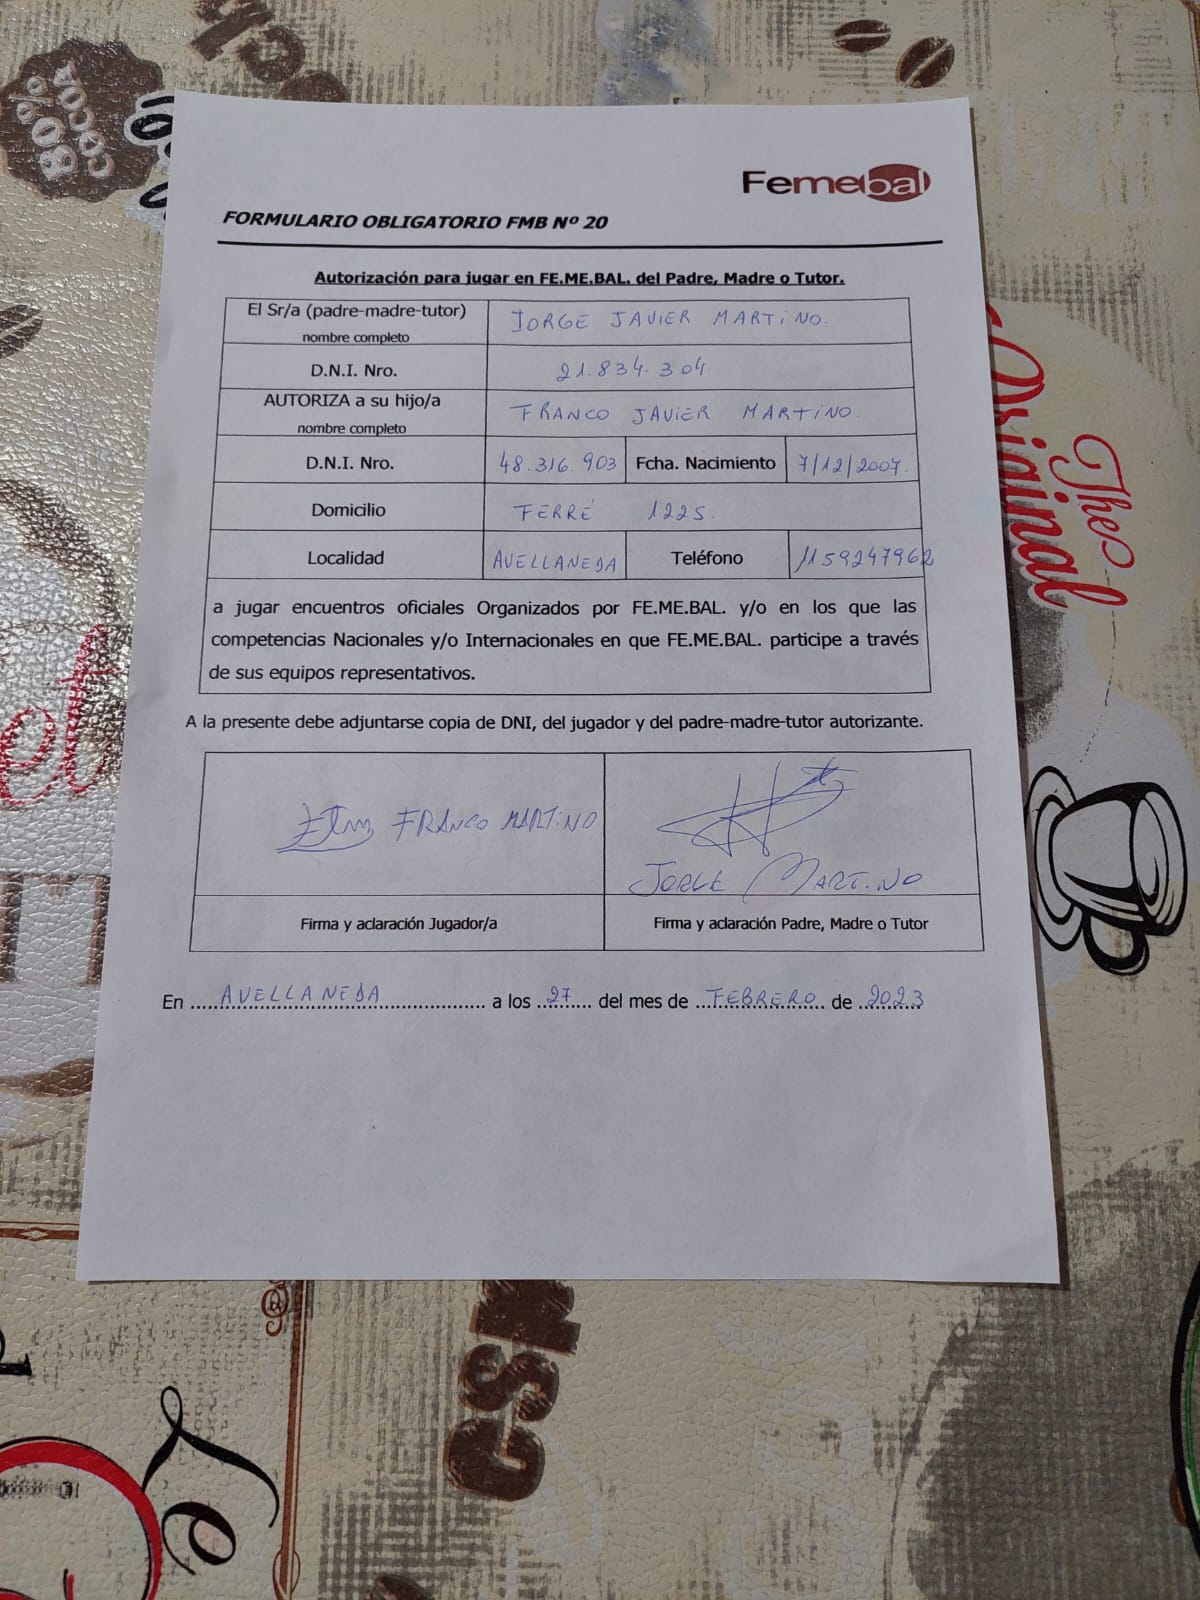 80%
COCOA
Femebal
FORMULARIO OBLIGATORIO FMB Nº 20
Autorización para jugar en FE.ME.BAL. del Padre, Madre o Tutor.
El Sr/a (padre-madre-tutor) nombre completo JORGE JAVIER MARTINO.
D.N.I. Nro. 21.834.304.
AUTORIZA a su hijo/a nombre completo FRANCO JAVIER MARTINO.
D.N.I. Nro. 48.316.903 Fcha. Nacimiento 7/12/2007.
Domicilio FERRÉ 1225.
Localidad AVELLANEDA Teléfono 1159247962
a jugar encuentros oficiales Organizados por FE.ME.BAL. y/o en los que las
competencias Nacionales y/o Internacionales en que FE.ME.BAL. participe a través
de sus equipos representativos.
A la presente debe adjuntarse copia de DNI, del jugador y del padre-madre-tutor autorizante.
FRANCO MARTINO
JORGE MARTINO
Firma y aclaración Jugador/a Firma y aclaración Padre, Madre o Tutor
En AVELLANEDA a los 27 del mes de FEBRERO de 2023
The
Original
Le